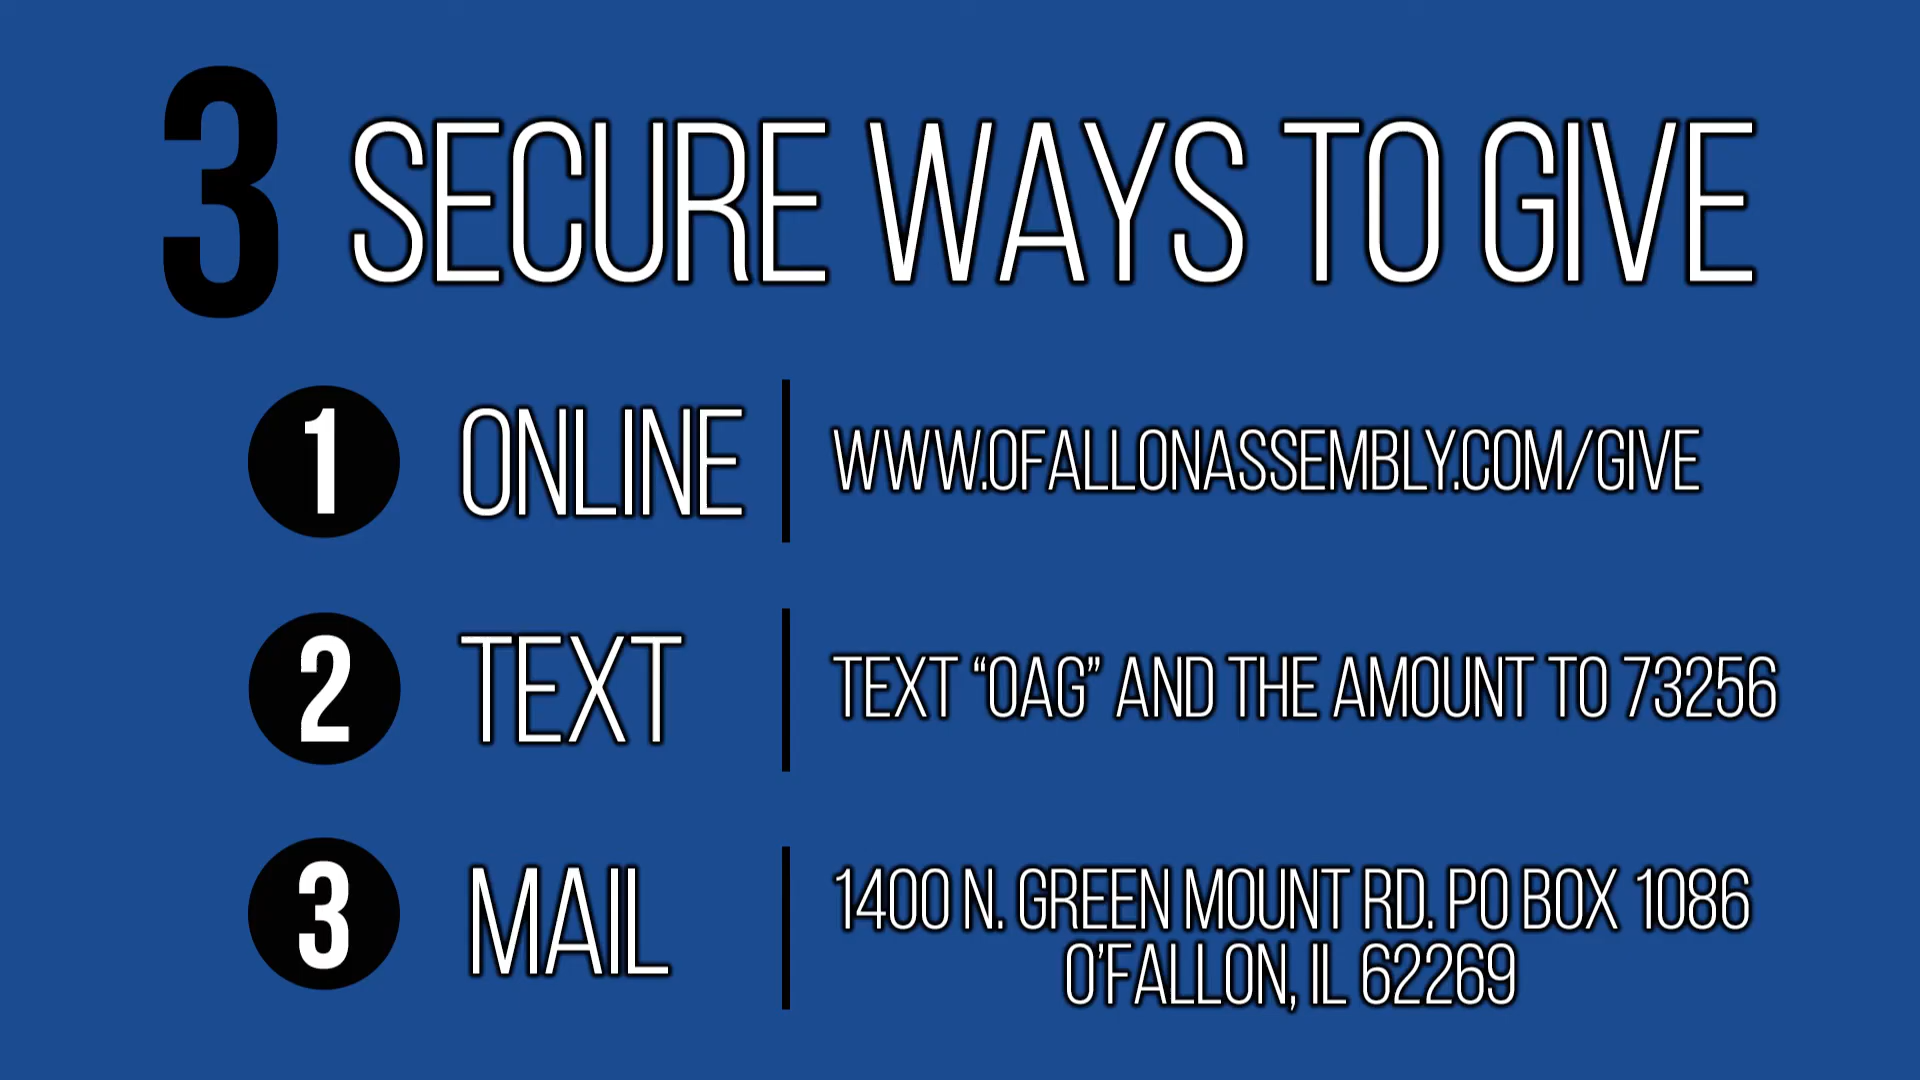 3 SECURE WAYS TO GIVE
1 ONLINE WWW.OFALLONASSEMBLY.COM/GIVE
2 TEXT TEXT “OAG” AND THE AMOUNT TO 73256
3 MAIL 1400 N. GREEN MOUNT RD. PO BOX 1086
O’FALLON, IL 62269